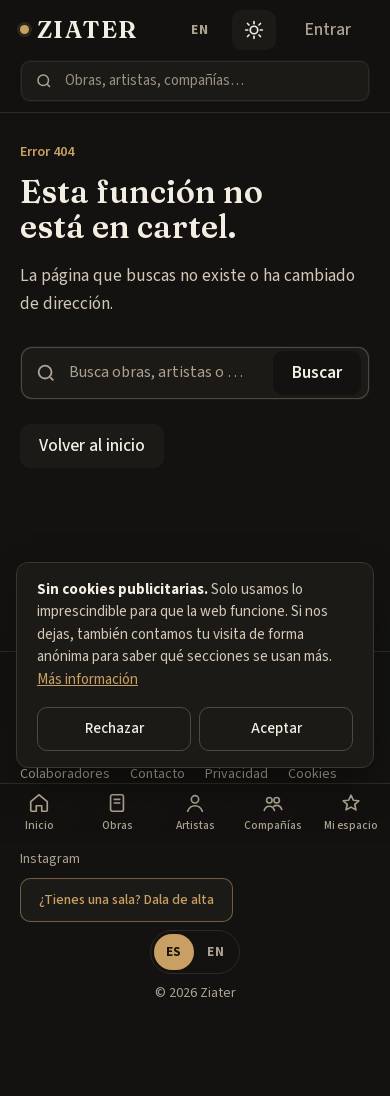 ZIATER
EN
Entrar
Obras, artistas, compañías…
Error 404
Esta función no
está en cartel.
La página que buscas no existe o ha cambiado
de dirección.
Busca obras, artistas o …
Buscar
Volver al inicio
Sin cookies publicitarias. Solo usamos lo
imprescindible para que la web funcione. Si nos
dejas, también contamos tu visita de forma
anónima para saber qué secciones se usan más.
Más información
Rechazar
Aceptar
Colaboradores
Contacto
Privacidad
Cookies
Inicio
Obras
Artistas
Compañías
Mi espacio
Instagram
¿Tienes una sala? Dala de alta
ES
EN
© 2026 Ziater